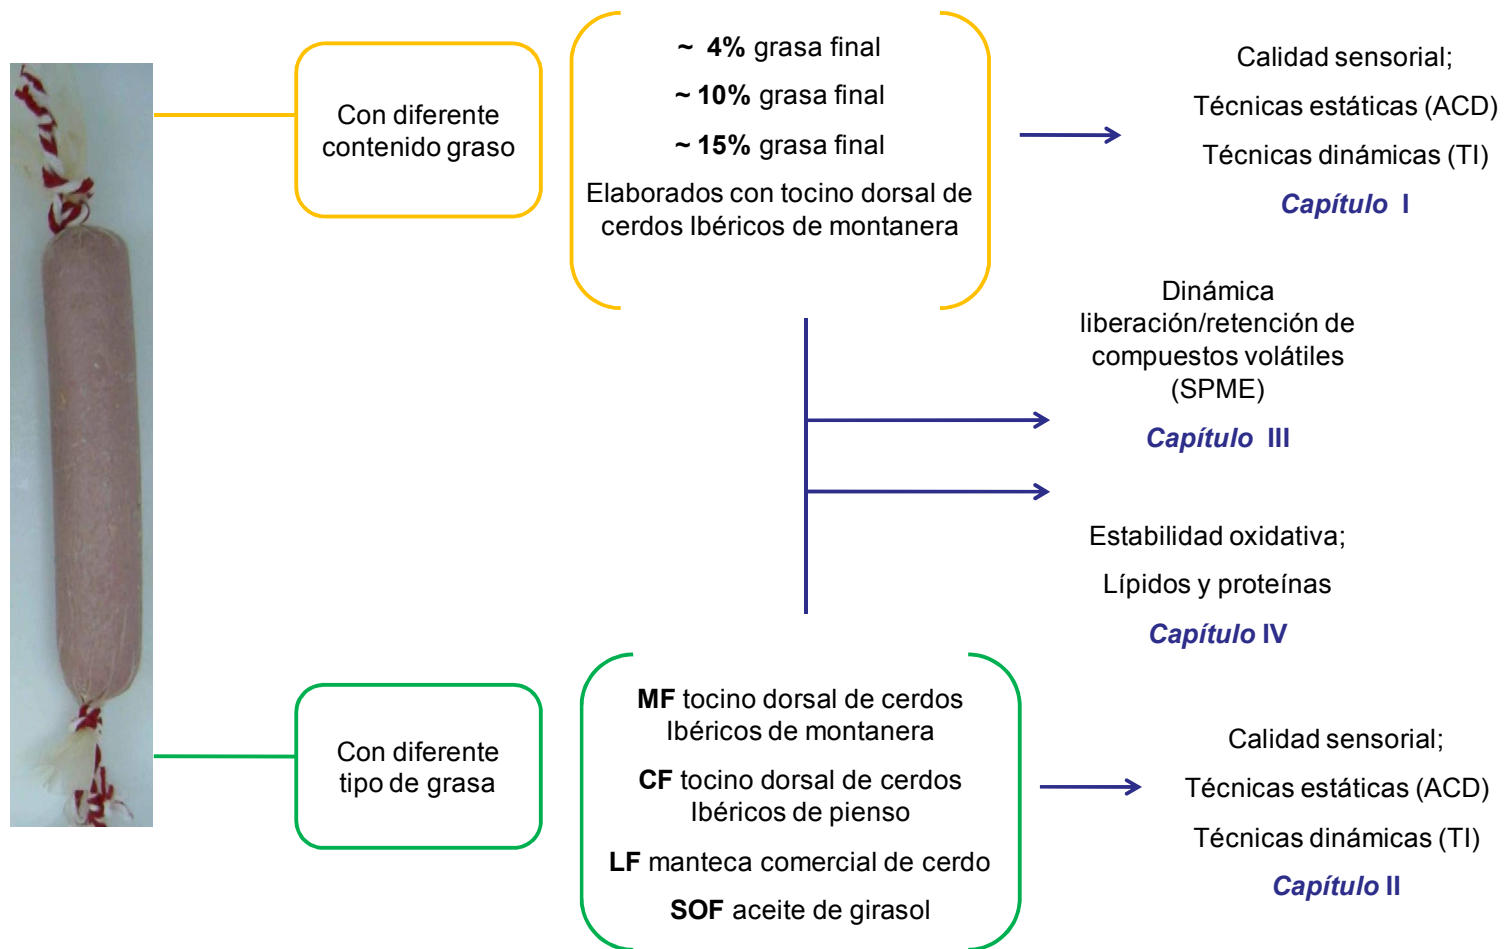 Con diferente
contenido graso
~ 4% grasa final
~ 10% grasa final
~ 15% grasa final
Elaborados con tocino dorsal de
cerdos Ibéricos de montanera
Calidad sensorial;
Técnicas estáticas (ACD)
Técnicas dinámicas (TI)
Capítulo I
Dinámica
liberación/retención de
compuestos volátiles
(SPME)
Capítulo III
Estabilidad oxidativa;
Lípidos y proteínas
Capítulo IV
Con diferente
tipo de grasa
MF tocino dorsal de cerdos
Ibéricos de montanera
CF tocino dorsal de cerdos
Ibéricos de pienso
LF manteca comercial de cerdo
SOF aceite de girasol
Calidad sensorial;
Técnicas estáticas (ACD)
Técnicas dinámicas (TI)
Capítulo II